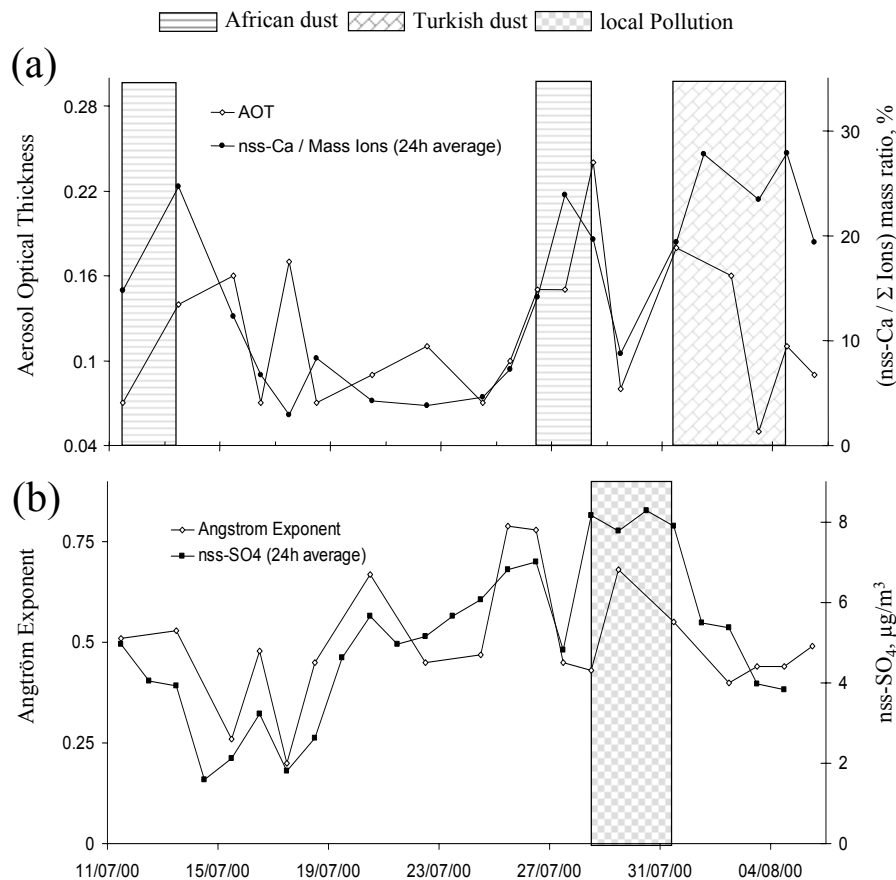 African dust Turkish dust local Pollution
(a)
AOT
nss-Ca / Mass Ions (24h average)
Aerosol Optical Thickness
0.28
0.22
0.16
0.1
0.04
30
20
10
0
(nss-Ca / Σ Ions) mass ratio, %
(b)
Angstrom Exponent
nss-SO4 (24h average)
Angtröm Exponent
0.75
0.5
0.25
0
8
6
4
2
0
nss-SO₄, µg/m³
11/07/00 15/07/00 19/07/00 23/07/00 27/07/00 31/07/00 04/08/00